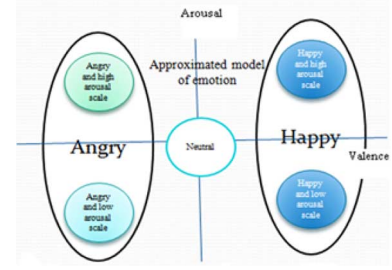 Arousal
Approximated model
of emotion
Angry
and high
arousal
scale
Happy
and high
arousal
scale
Angry
Neutral
Happy
Valence
Angry
and low
arousal
scale
Happy
and low
arousal
scale